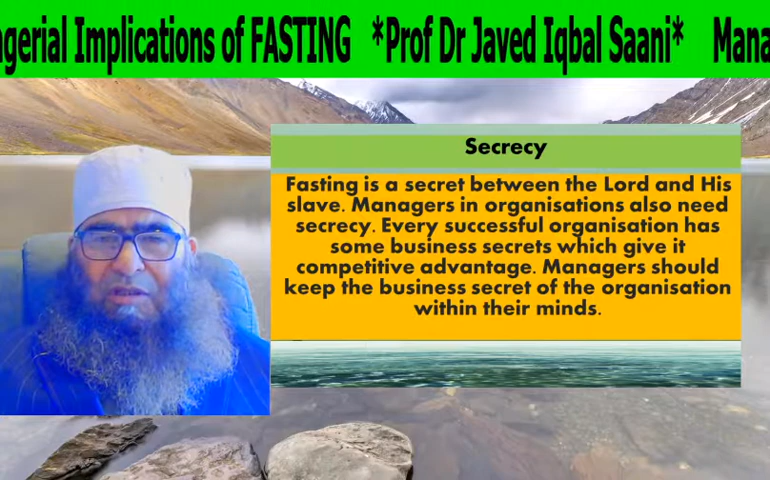 agerial Implications of FASTING *Prof Dr Javed Iqbal Saani* Mana
Secrecy
Fasting is a secret between the Lord and His
slave. Managers in organisations also need
secrecy. Every successful organisation has
some business secrets which give it
competitive advantage. Managers should
keep the business secret of the organisation
within their minds.